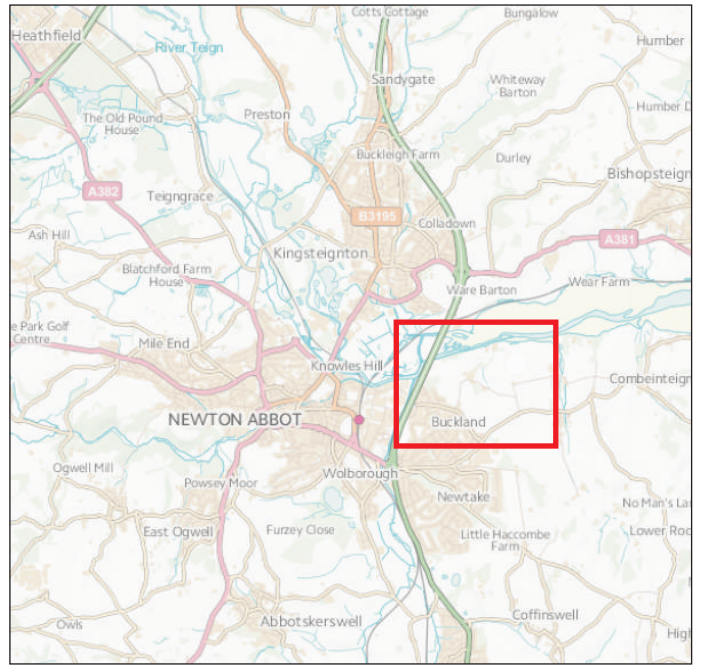 Cotts Cottage
Bungalow
Heathfield
River Teign
Humber
Sandygate
Whiteway
Barton
The Old Pound
House
Preston
Humber D
Buckleigh Farm
Durley
Bishopsteign
A382
Teigngrace
B3195
Colladown
Ash Hill
A381
Kingsteignton
Blatchford Farm
House
Ware Barton
Wear Farm
e Park Golf
Centre
Mile End
Knowles Hill
Combeinteign
NEWTON ABBOT
Buckland
Ogwell Mill
Powsey Moor
Wolborough
Newtake
No Man's Lan
East Ogwell
Furzey Close
Little Haccombe
Farm
Lower Roc
Owls
Abbotskerswell
Coffinswell
High